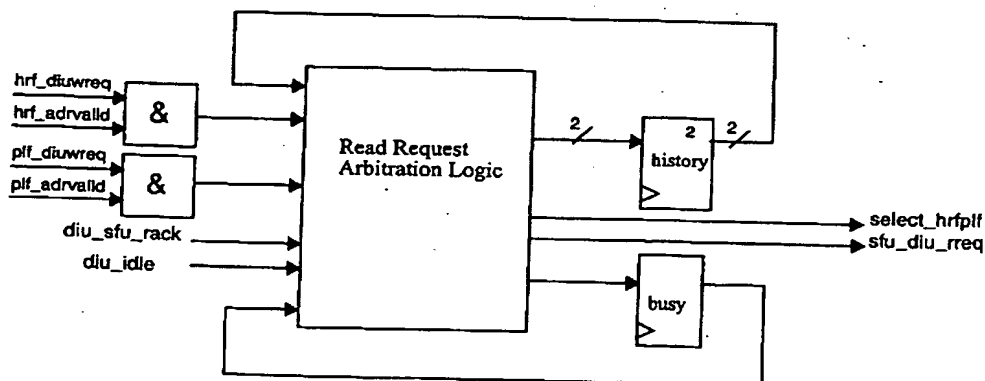 hrf_diuwreq
hrf_adrvalid
&
plf_diuwreq
plf_adrvalid
&
diu_sfu_rack
diu_idle
Read Request
Arbitration Logic
2
2
2
history
select_hrfplf
sfu_diu_rreq
busy